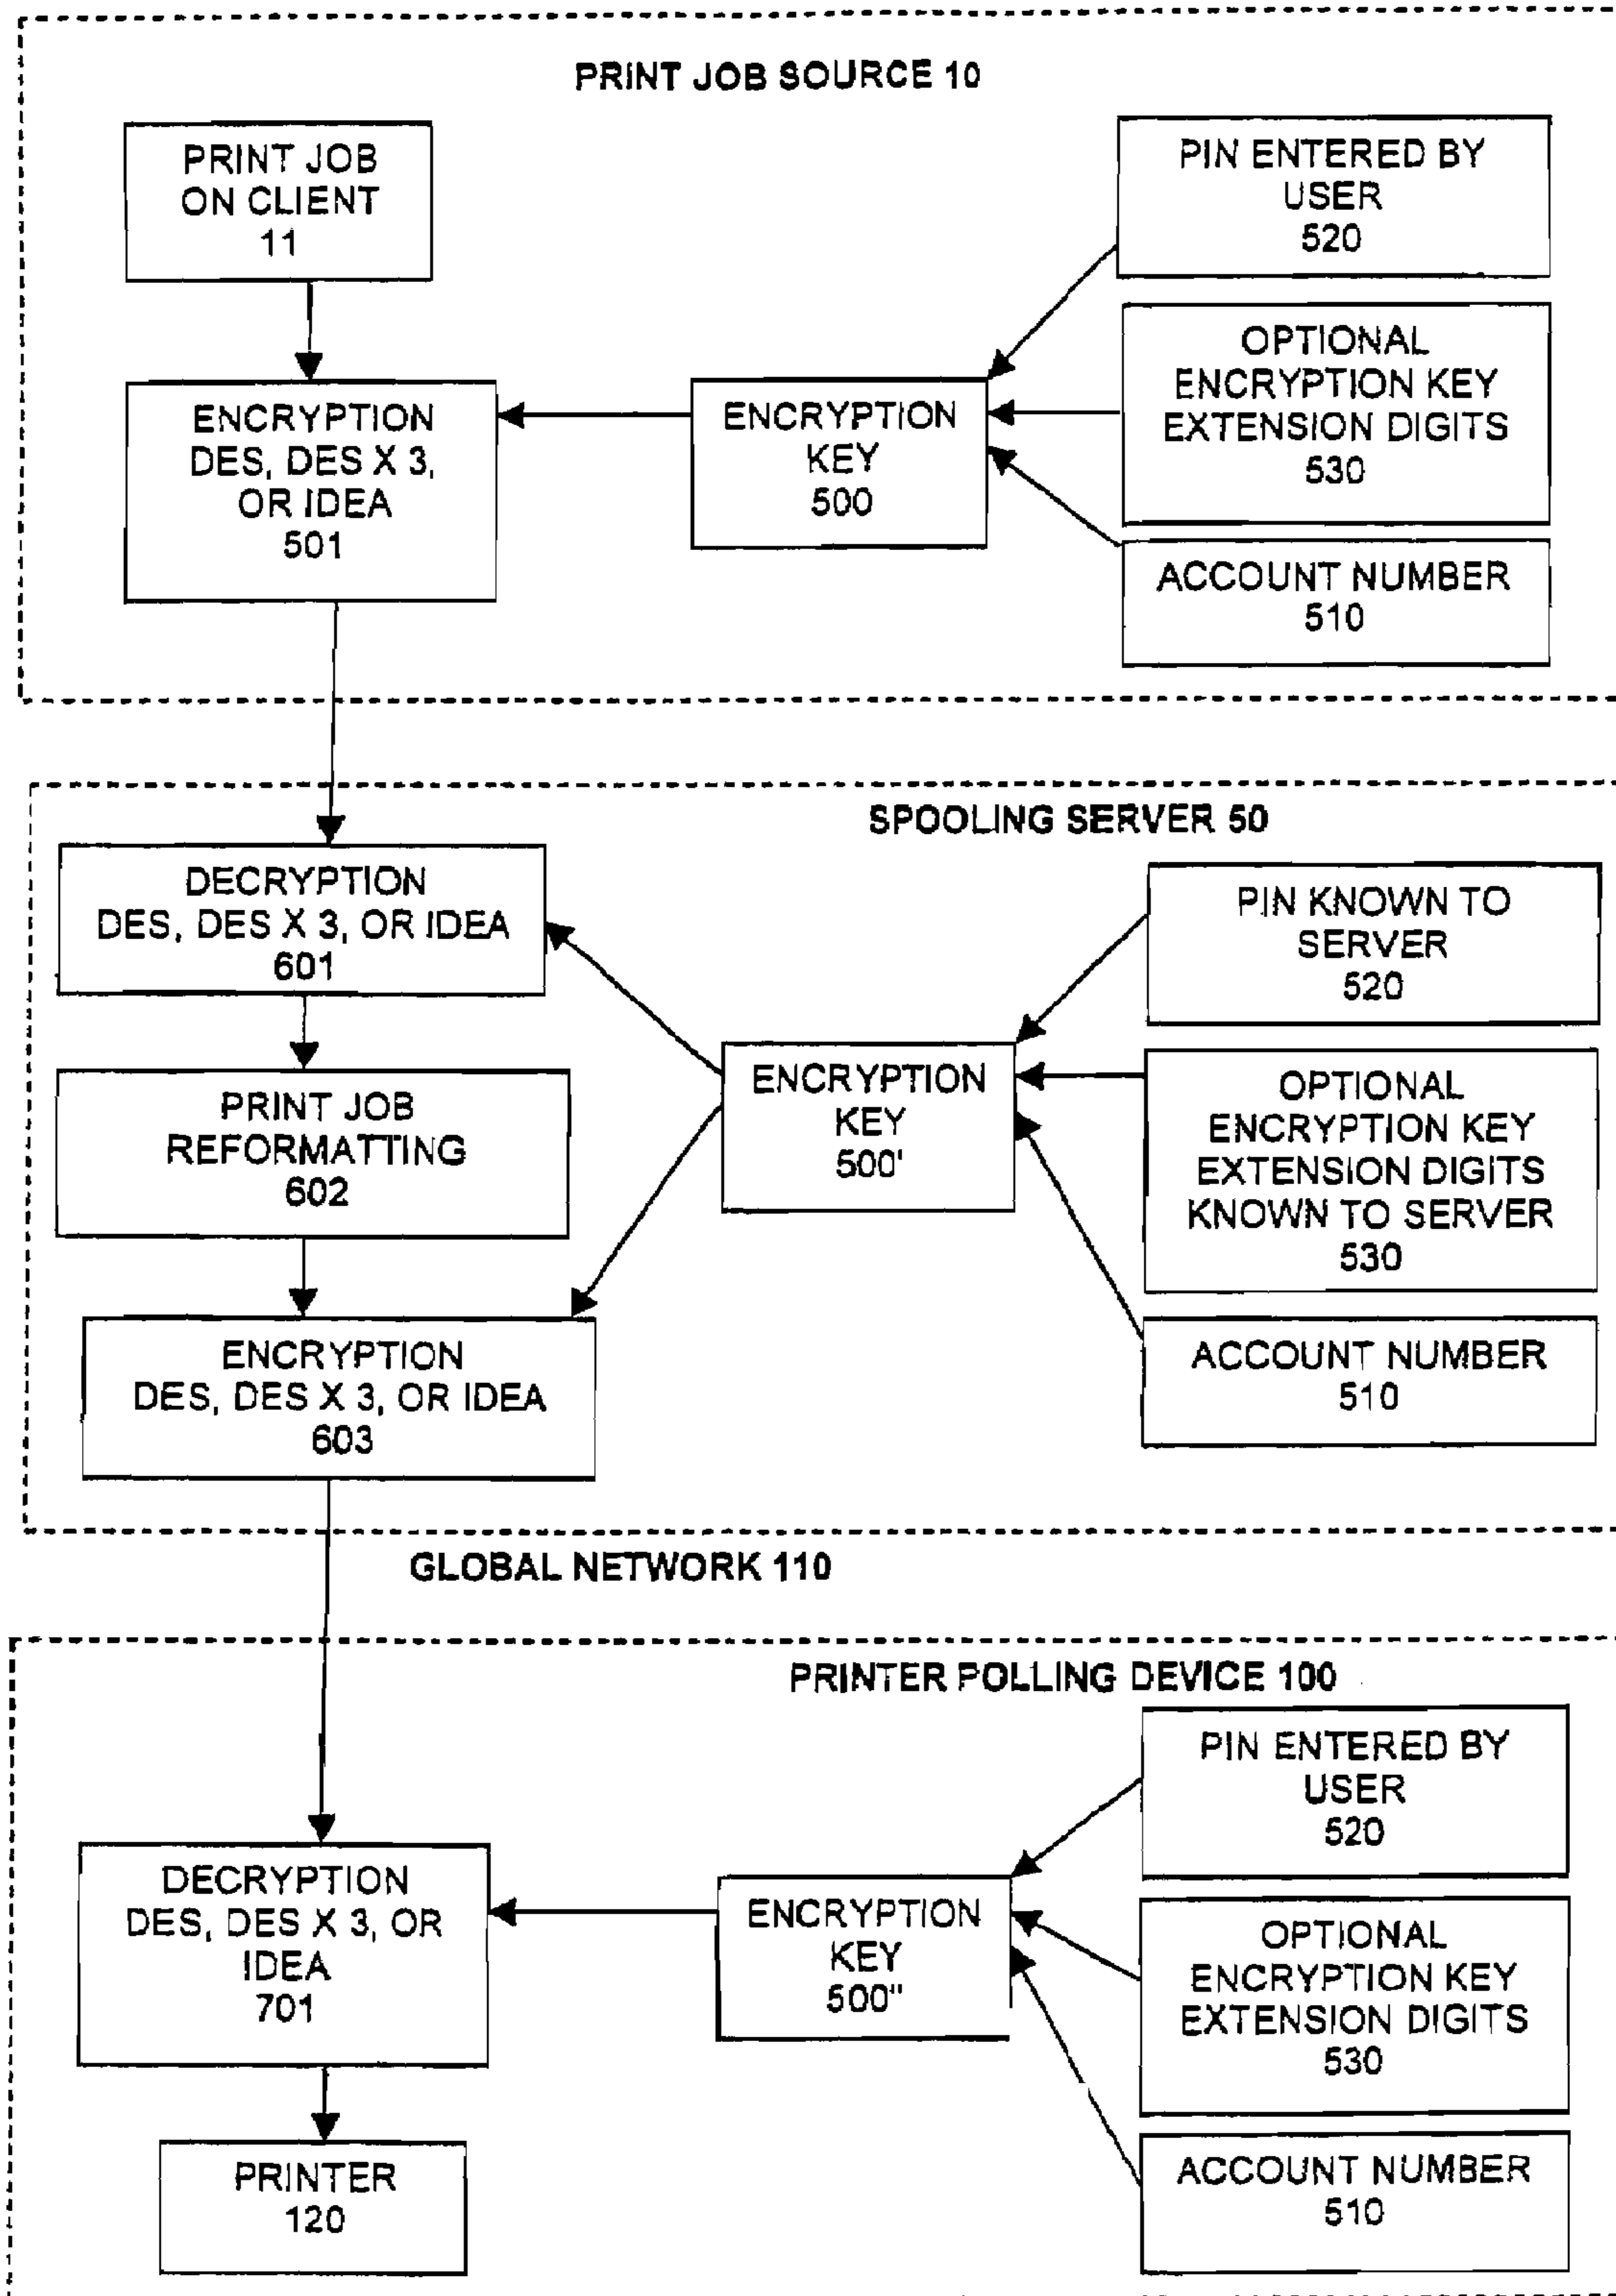 PRINT JOB SOURCE 10
PRINT JOB
ON CLIENT
11
PIN ENTERED BY
USER
520
OPTIONAL
ENCRYPTION KEY
EXTENSION DIGITS
530
ENCRYPTION
DES, DES X 3,
OR IDEA
501
ENCRYPTION
KEY
500
ACCOUNT NUMBER
510
SPOOLING SERVER 50
DECRYPTION
DES, DES X 3, OR IDEA
601
PIN KNOWN TO
SERVER
520
PRINT JOB
REFORMATTING
602
ENCRYPTION
KEY
500'
OPTIONAL
ENCRYPTION KEY
EXTENSION DIGITS
KNOWN TO SERVER
530
ENCRYPTION
DES, DES X 3, OR IDEA
603
ACCOUNT NUMBER
510
GLOBAL NETWORK 110
PRINTER POLLING DEVICE 100
PIN ENTERED BY
USER
520
DECRYPTION
DES, DES X 3, OR
IDEA
701
ENCRYPTION
KEY
500"
OPTIONAL
ENCRYPTION KEY
EXTENSION DIGITS
530
PRINTER
120
ACCOUNT NUMBER
510